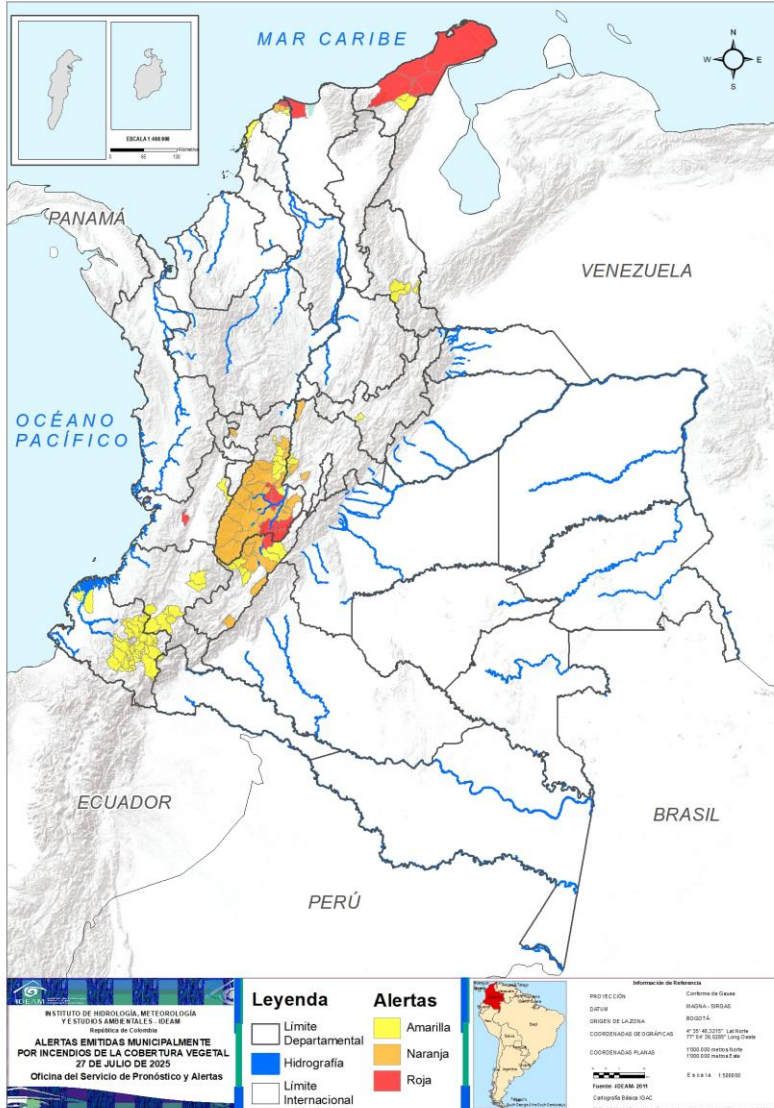 MAR CARIBE
N
W
E
S
ESCALA 1:400.000
PANAMÁ
VENEZUELA
OCÉANO
PACÍFICO
ECUADOR
BRASIL
PERÚ
IDEAM
INSTITUTO DE HIDROLOGÍA, METEOROLOGÍA
Y ESTUDIOS AMBIENTALES - IDEAM
República de Colombia
ALERTAS EMITIDAS MUNICIPALMENTE
POR INCENDIOS DE LA COBERTURA VEGETAL
27 DE JULIO DE 2025
Oficina del Servicio de Pronóstico y Alertas
Leyenda
Límite
Departamental
Hidrografía
Límite
Internacional
Alertas
Amarilla
Naranja
Roja
Información de Referencia
PROYECCIÓN Conforme de Gauss
DATUM MAGNA - SIRGAS
ORIGEN DE LA ZONA BOGOTÁ
COORDENADAS GEOGRÁFICAS
COORDENADAS PLANAS 1'000.000 metros Norte
1'000.000 metros Este
Fuente: IDEAM- 2011
Cartografía Básica: IGAC